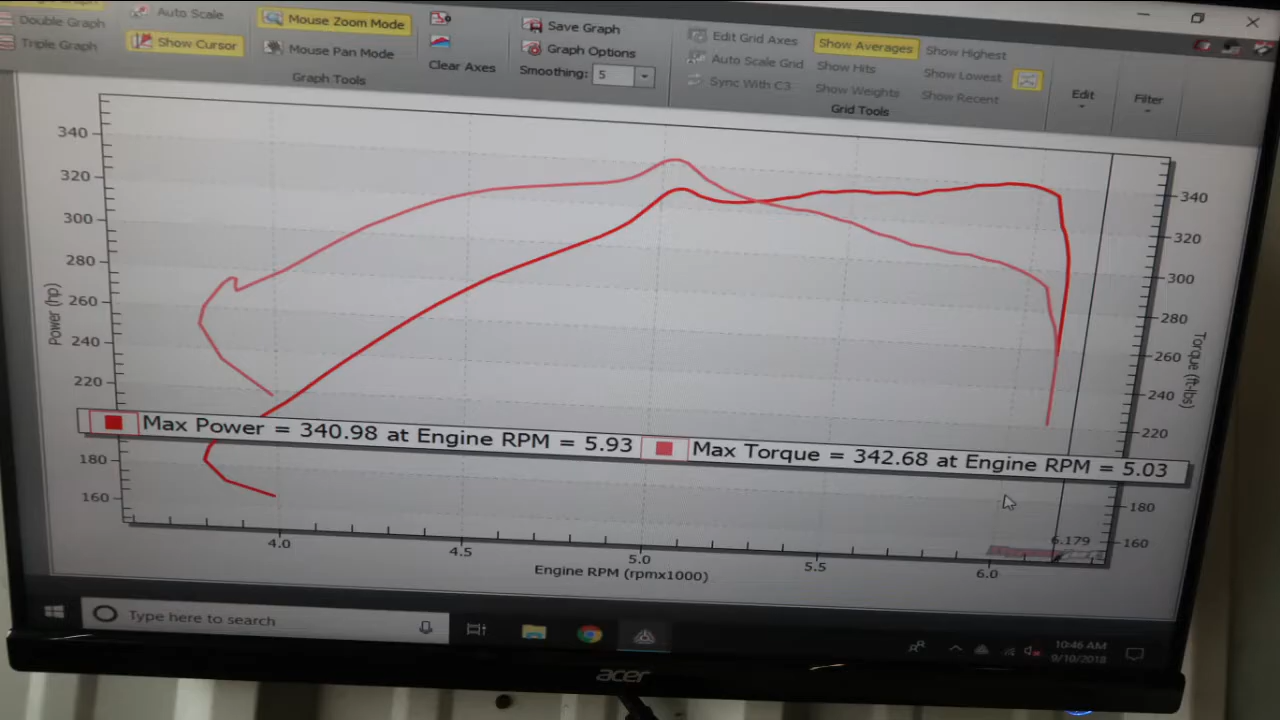 Double Graph
Triple Graph
Auto Scale
Show Cursor
Mouse Zoom Mode
Mouse Pan Mode
Graph Tools
Clear Axes
Save Graph
Graph Options
Smoothing: 5
Edit Grid Axes
Auto Scale Grid
Sync With C3
Show Averages
Show Hits
Show Weights
Show Highest
Show Lowest
Show Recent
Grid Tools
Edit
Filter
340
320
300
280
260
240
220
180
160
Power (hp)
340
320
300
280
260
240
220
180
160
Torque (ft-lbs)
Max Power = 340.98 at Engine RPM = 5.93
Max Torque = 342.68 at Engine RPM = 5.03
6.179
4.0
4.5
5.0
5.5
6.0
Engine RPM (rpmx1000)
Type here to search
10:46 AM
9/10/2018
acer